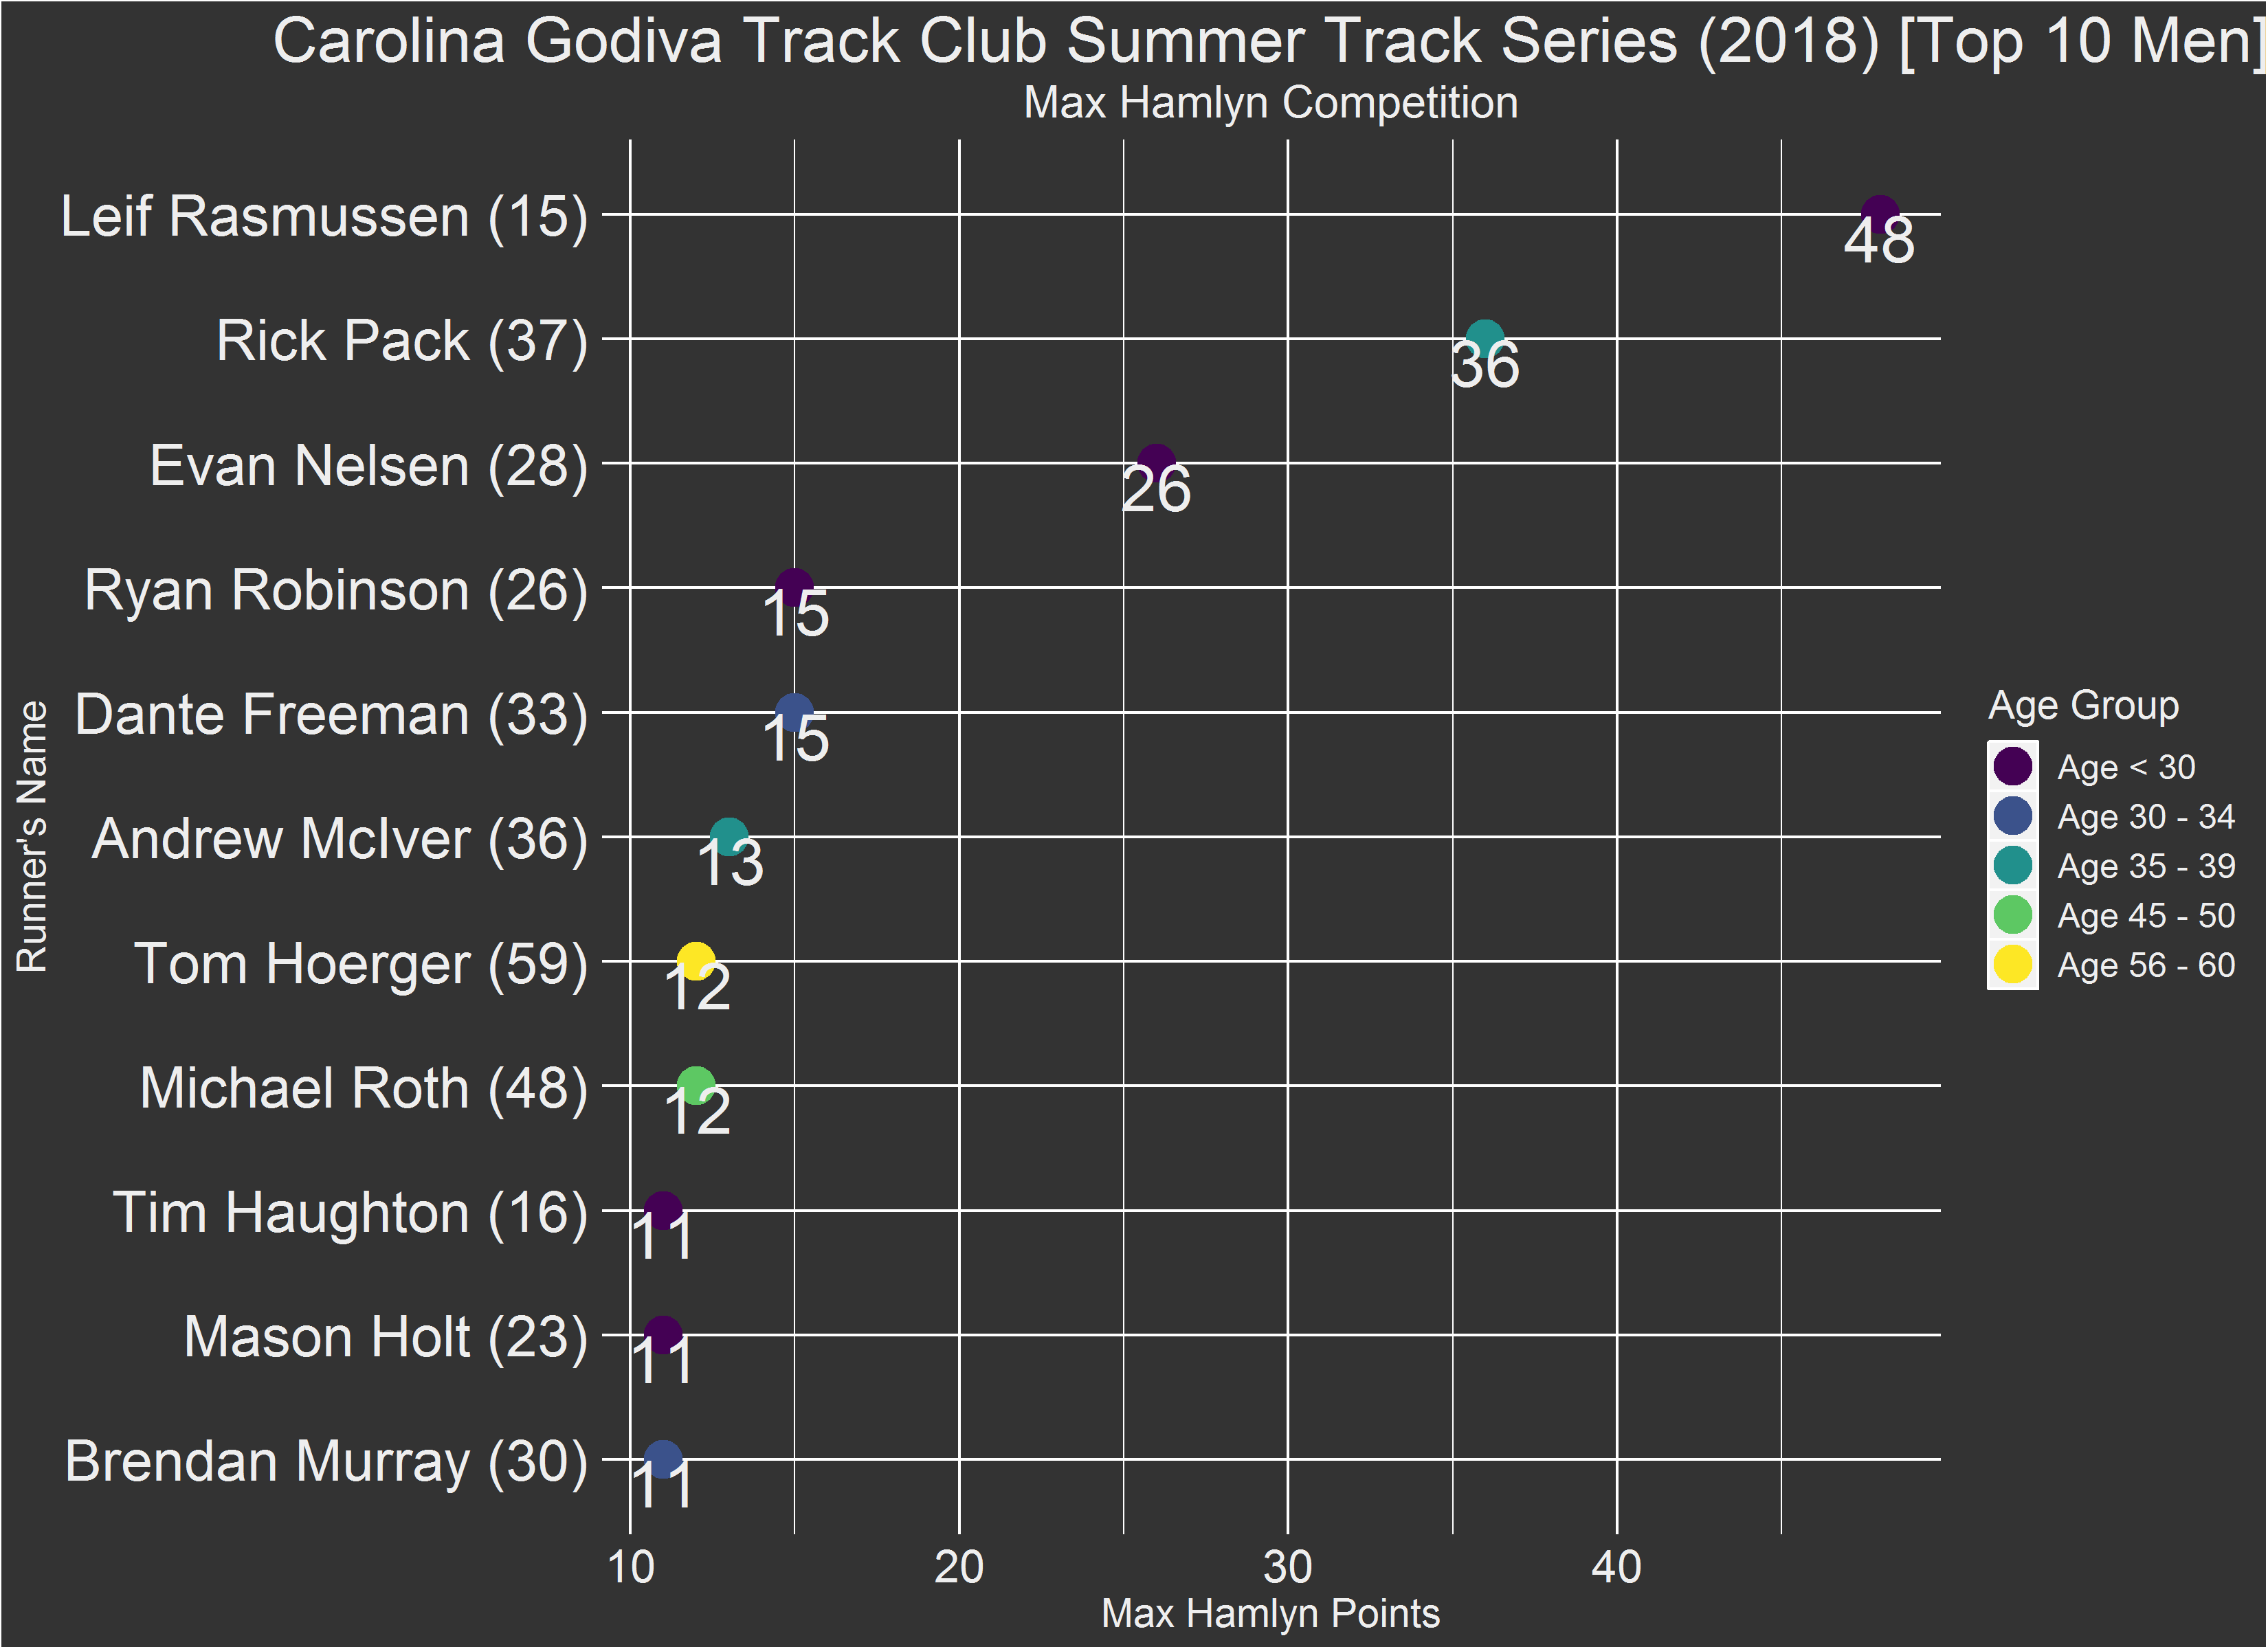 Carolina Godiva Track Club Summer Track Series (2018) [Top 10 Men]
Max Hamlyn Competition
Leif Rasmussen (15)
48
Rick Pack (37)
36
Evan Nelsen (28)
26
Ryan Robinson (26)
15
Dante Freeman (33)
15
Andrew McIver (36)
13
Tom Hoerger (59)
12
Michael Roth (48)
12
Tim Haughton (16)
11
Mason Holt (23)
11
Brendan Murray (30)
11
Runner's Name
10 20 30 40
Max Hamlyn Points
Age Group
Age < 30
Age 30 - 34
Age 35 - 39
Age 45 - 50
Age 56 - 60